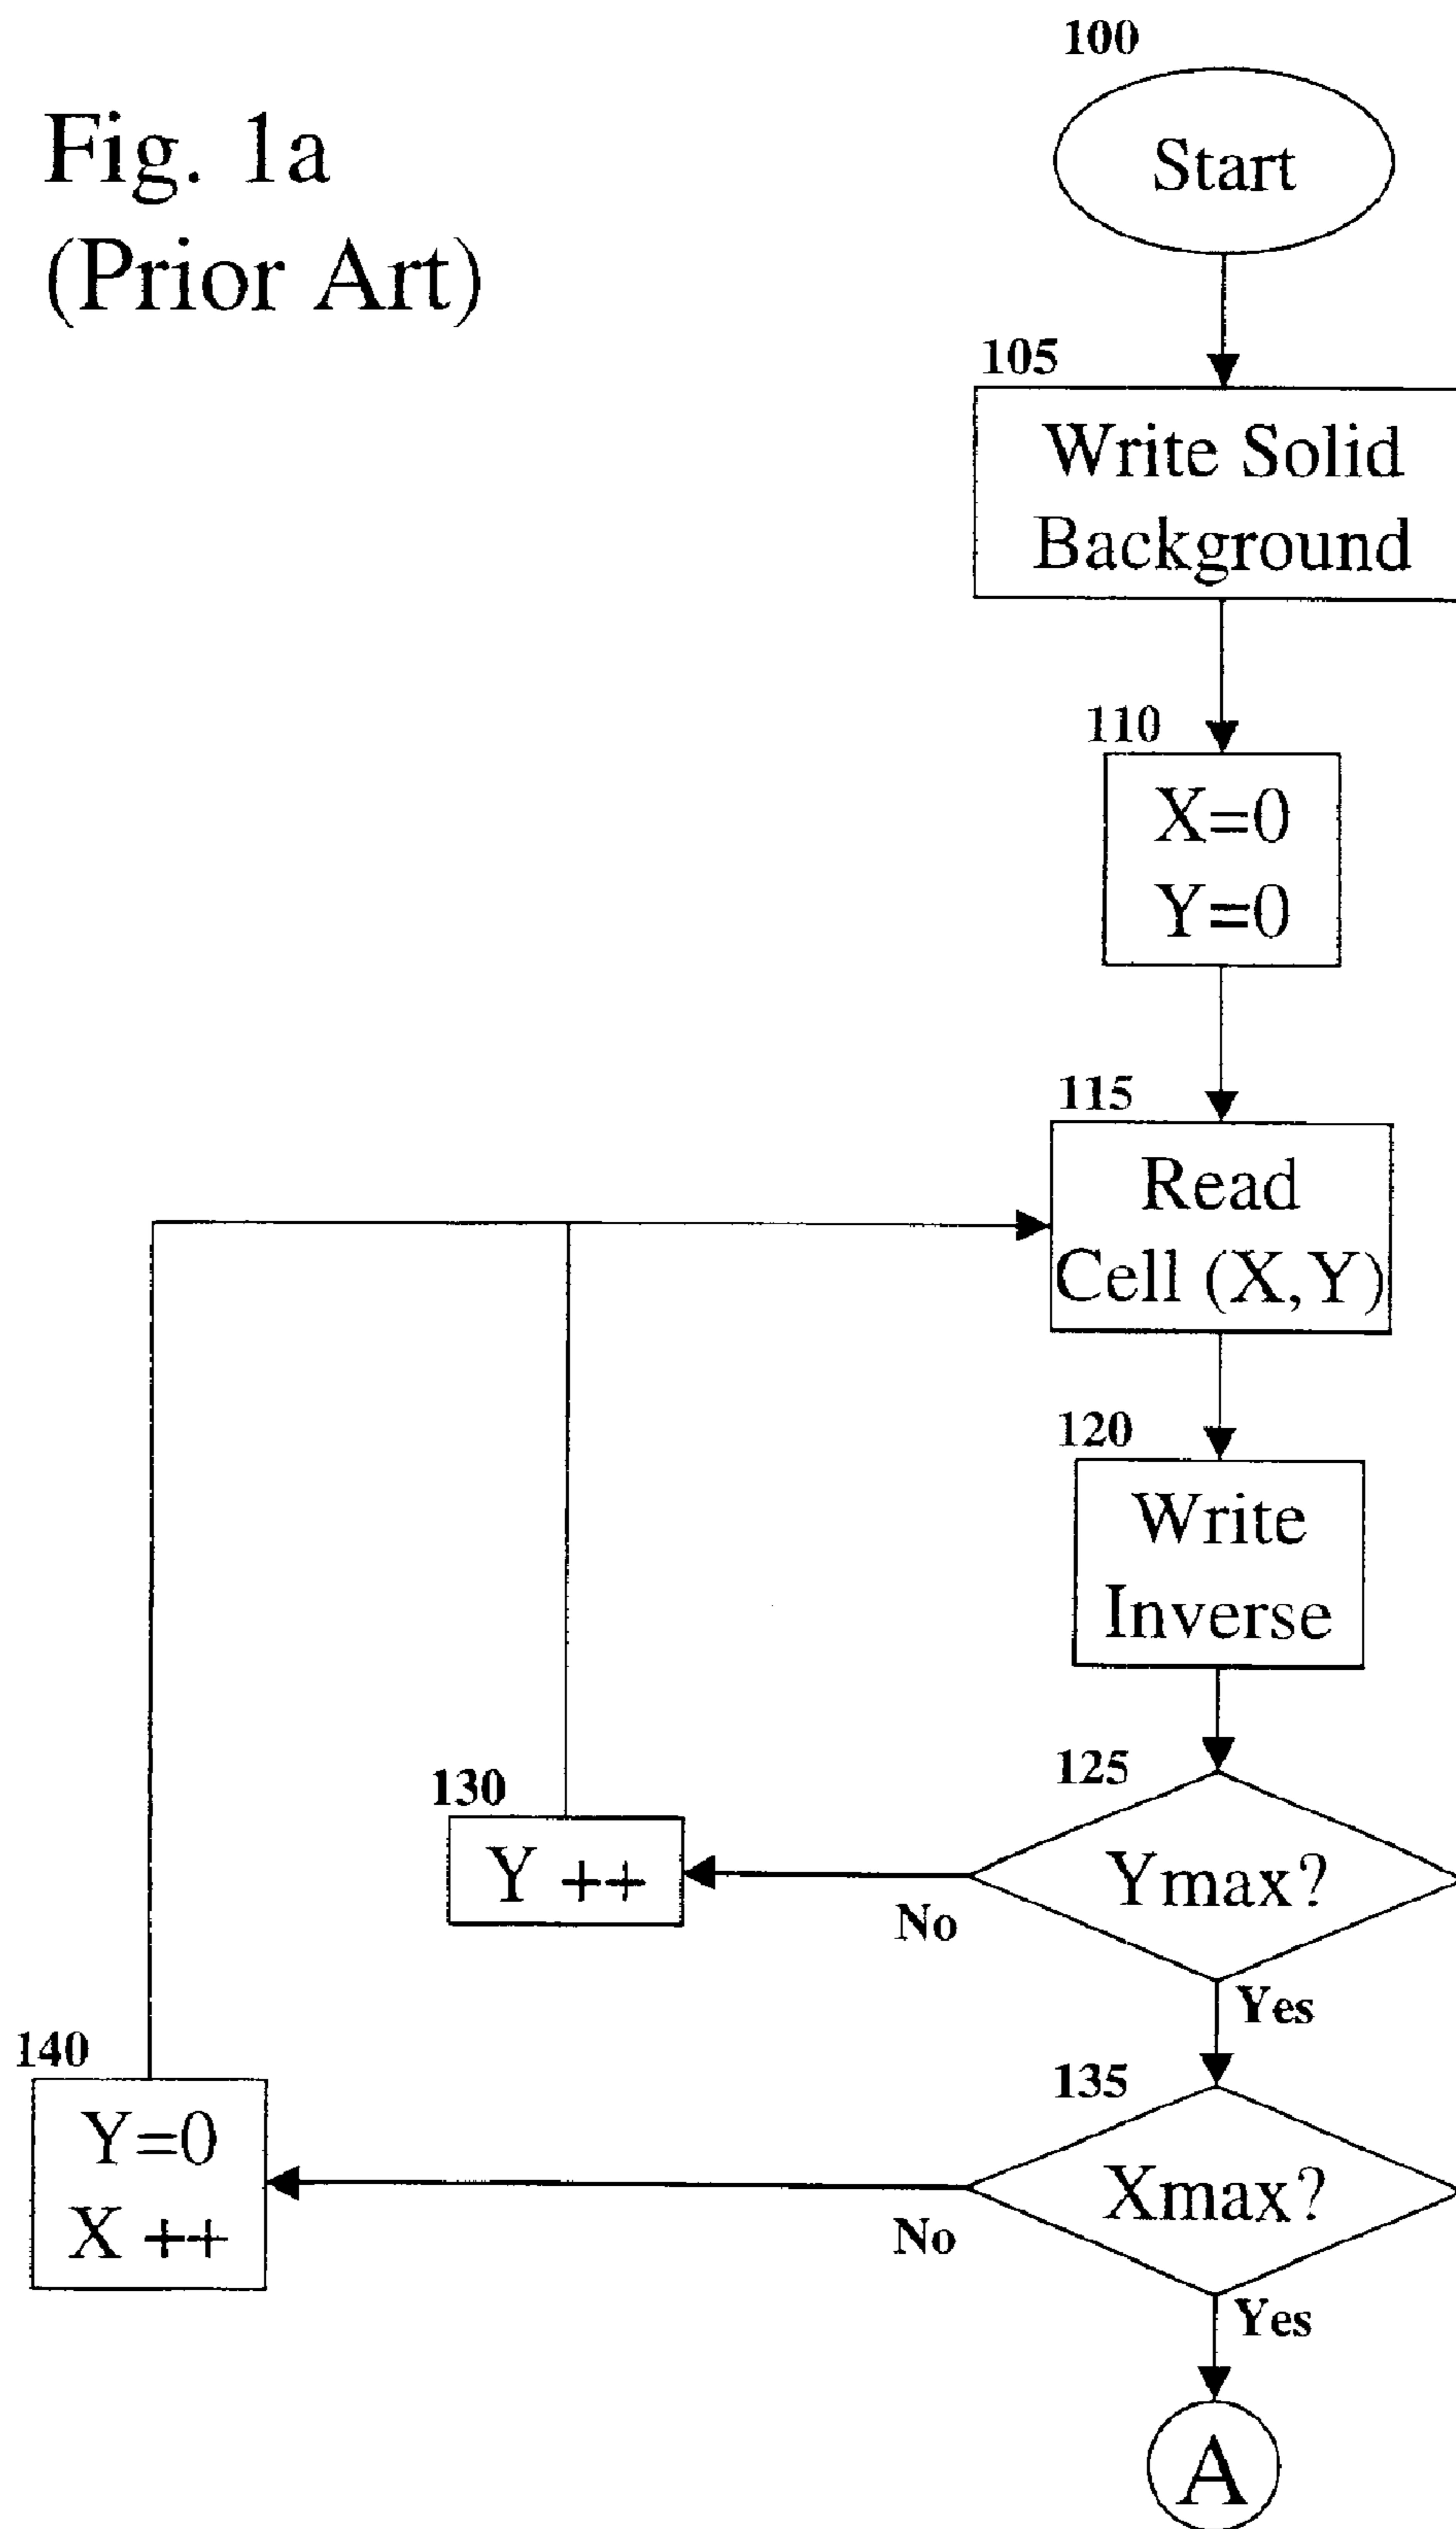 Fig. 1a
(Prior Art)
100
Start
105
Write Solid
Background
110
X=0
Y=0
115
Read
Cell (X,Y)
120
Write
Inverse
125
Ymax?
No
130
Y ++
Yes
135
Xmax?
No
140
Y=0
X ++
Yes
A